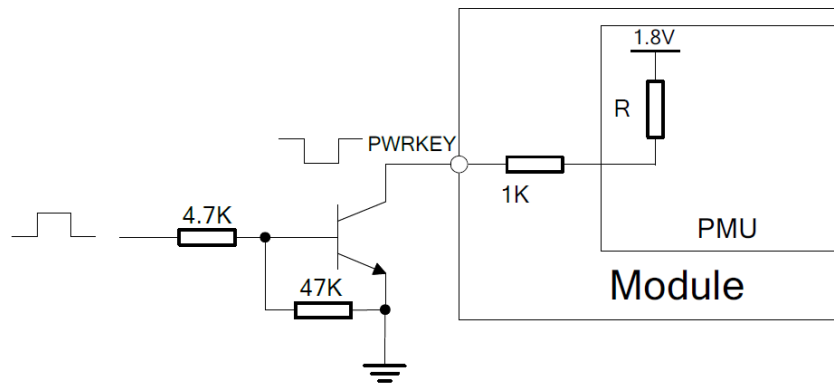 1.8V
R
PWRKEY
1K
4.7K
PMU
47K
Module